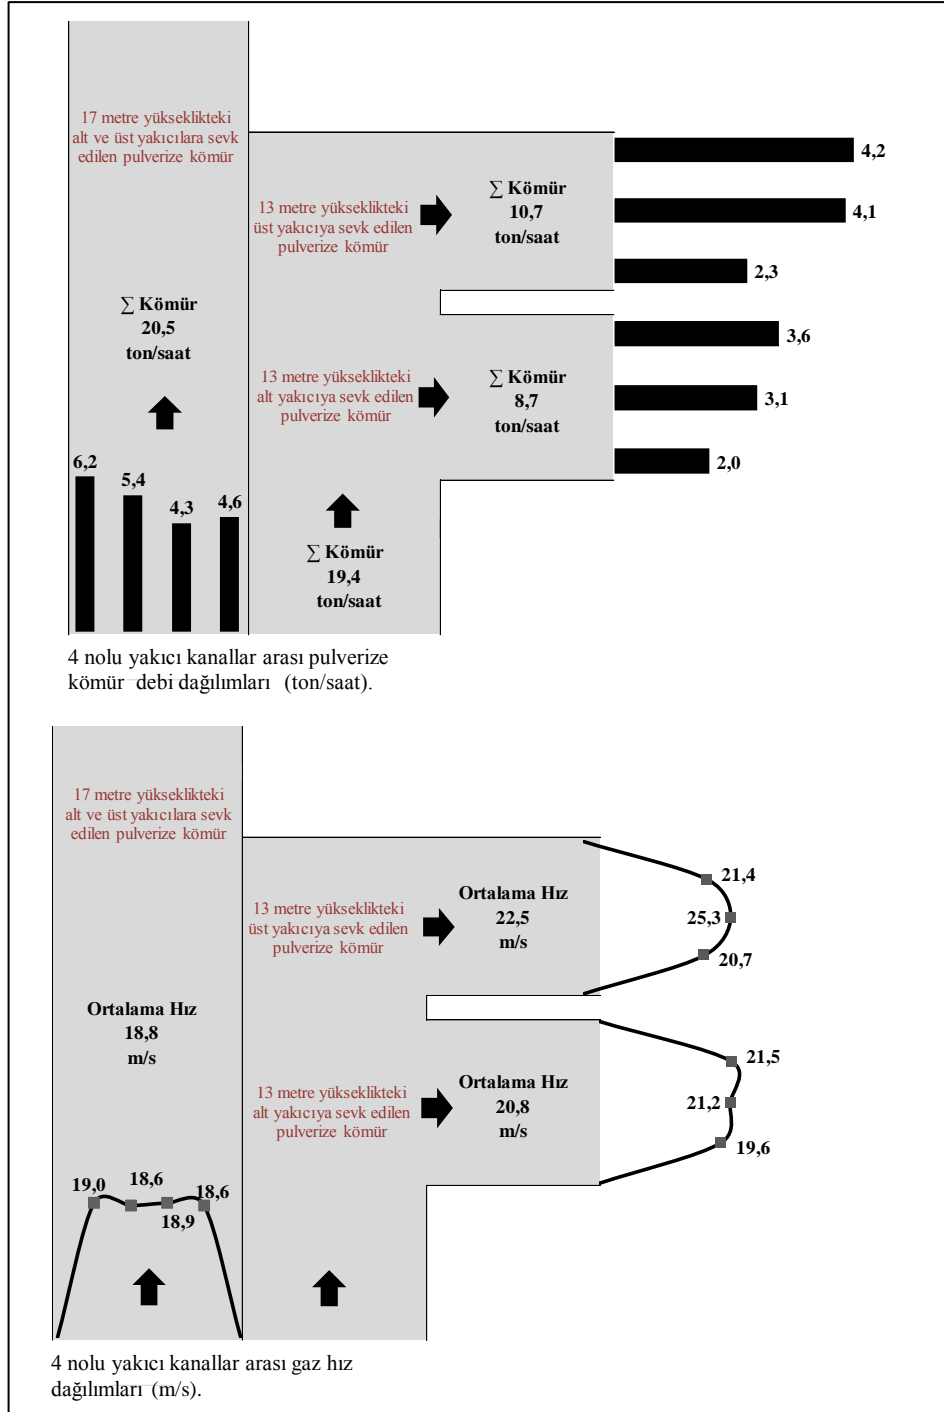 17 metre yükseklikteki
alt ve üst yakıcılara sevk
edilen pulverize kömür
∑ Kömür
20,5
ton/saat
6,2
5,4
4,3
4,6
13 metre yükseklikteki
üst yakıcıya sevk edilen
pulverize kömür
∑ Kömür
10,7
ton/saat
4,2
4,1
2,3
13 metre yükseklikteki
alt yakıcıya sevk edilen
pulverize kömür
∑ Kömür
8,7
ton/saat
3,6
3,1
2,0
∑ Kömür
19,4
ton/saat
4 nolu yakıcı kanallar arası pulverize
kömür debi dağılımları (ton/saat).
17 metre yükseklikteki
alt ve üst yakıcılara sevk
edilen pulverize kömür
Ortalama Hız
18,8
m/s
19,0
18,6
18,9
18,6
13 metre yükseklikteki
üst yakıcıya sevk edilen
pulverize kömür
Ortalama Hız
22,5
m/s
21,4
25,3
20,7
13 metre yükseklikteki
alt yakıcıya sevk edilen
pulverize kömür
Ortalama Hız
20,8
m/s
21,5
21,2
19,6
4 nolu yakıcı kanallar arası gaz hız
dağılımları (m/s).